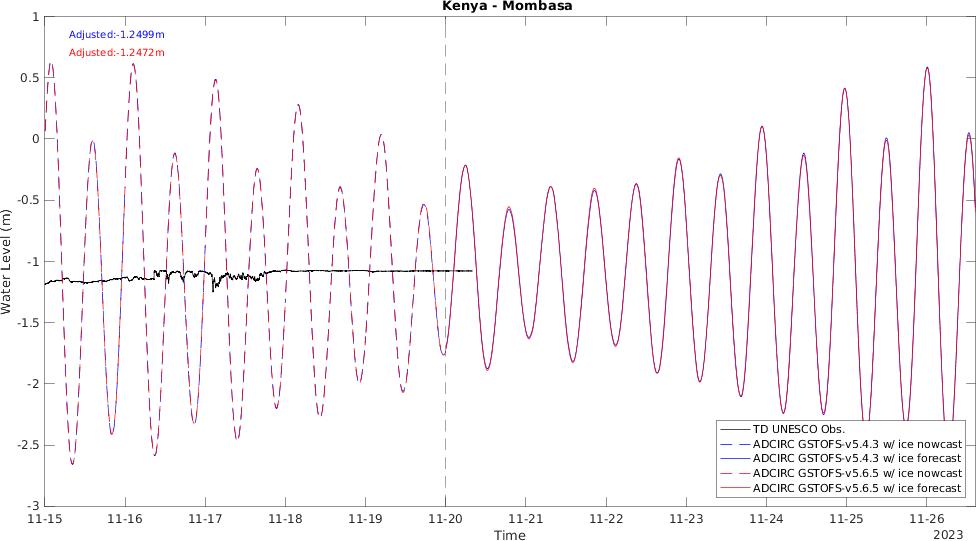 Kenya - Mombasa
Adjusted:-1.2499m
Adjusted:-1.2472m
Water Level (m)
1
0.5
0
-0.5
-1
-1.5
-2
-2.5
-3
TD UNESCO Obs.
ADCIRC GSTOFS-v5.4.3 w/ ice nowcast
ADCIRC GSTOFS-v5.4.3 w/ ice forecast
ADCIRC GSTOFS-v5.6.5 w/ ice nowcast
ADCIRC GSTOFS-v5.6.5 w/ ice forecast
11-15 11-16 11-17 11-18 11-19 11-20 11-21 11-22 11-23 11-24 11-25 11-26
Time
2023